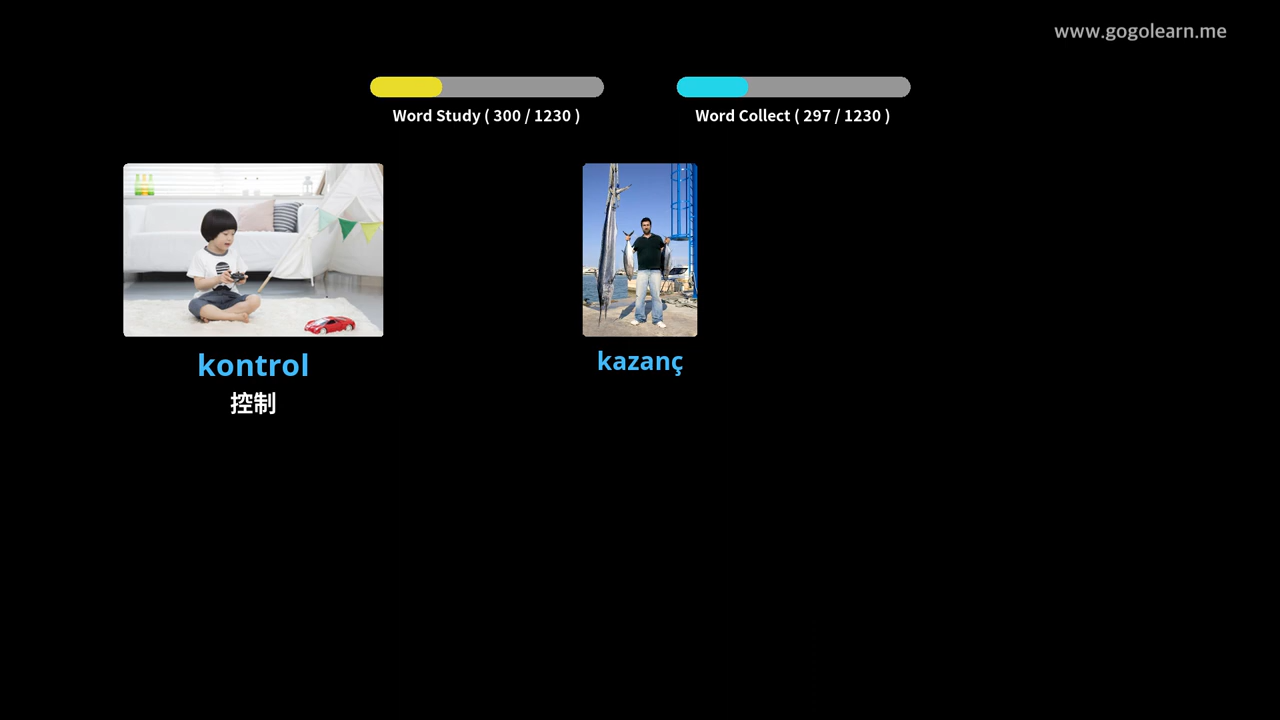 www.gogolearn.me
Word Study ( 300 / 1230 )
Word Collect ( 297 / 1230 )
kontrol
控制
kazanç